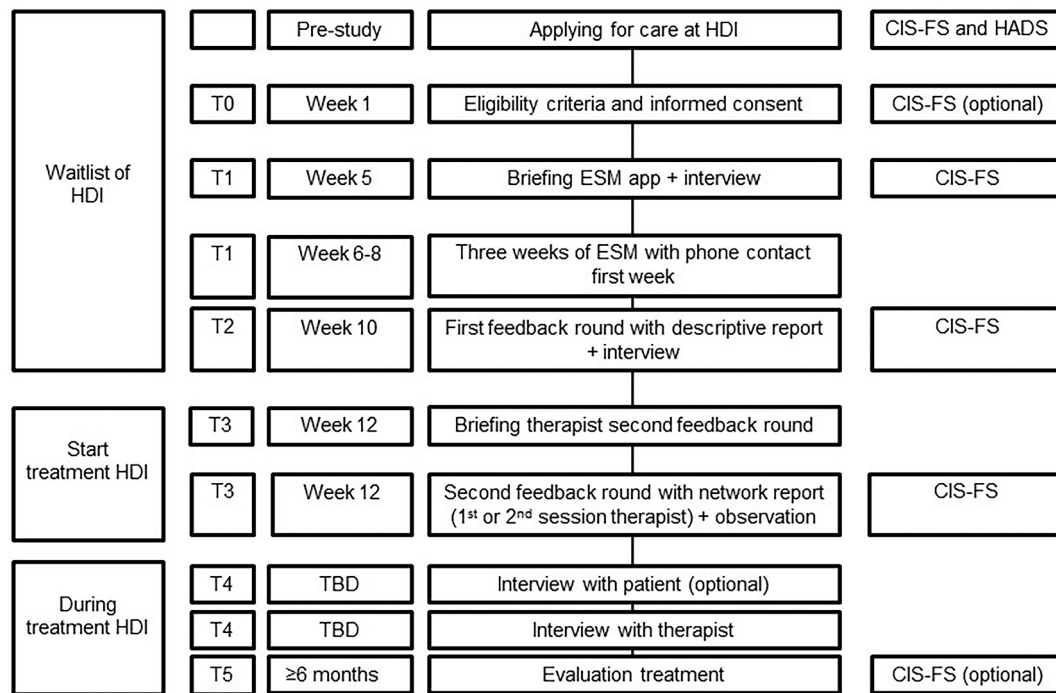 Pre-study Applying for care at HDI CIS-FS and HADS
T0 Week 1 Eligibility criteria and informed consent CIS-FS (optional)
Waitlist of
HDI
T1 Week 5 Briefing ESM app + interview CIS-FS
T1 Week 6-8 Three weeks of ESM with phone contact
first week
T2 Week 10 First feedback round with descriptive report
+ interview
CIS-FS
Start
treatment HDI
T3 Week 12 Briefing therapist second feedback round
T3 Week 12 Second feedback round with network report
(1st or 2nd session therapist) + observation
CIS-FS
During
treatment HDI
T4 TBD Interview with patient (optional)
T4 TBD Interview with therapist
T5 ≥6 months Evaluation treatment CIS-FS (optional)